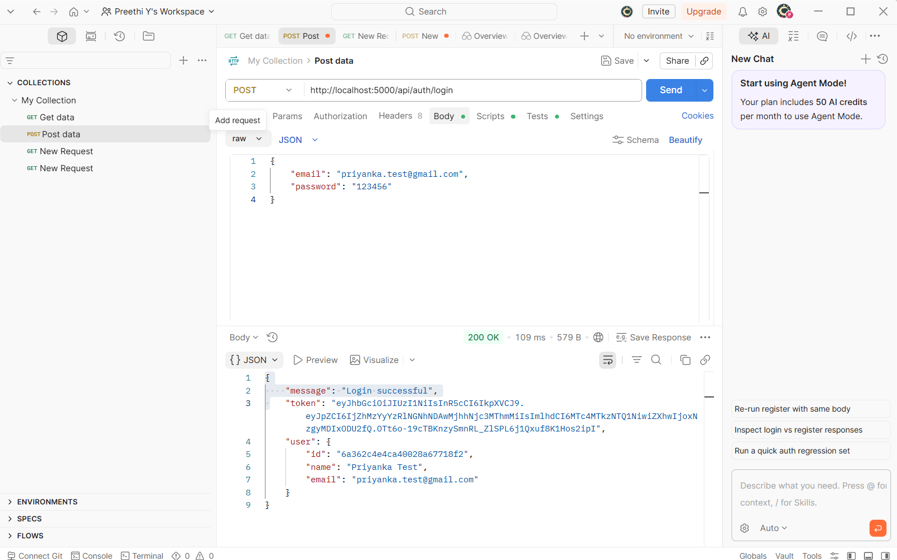 Preethi Y's Workspace
Search
Invite
Upgrade
COLLECTIONS
My Collection
GET Get data
POST Post data
GET New Request
GET New Request
ENVIRONMENTS
SPECS
FLOWS
Add request
GET Get data
POST Post
GET New Re
POST New
Overview
Overview
No environment
My Collection > Post data
Save
Share
POST
http://localhost:5000/api/auth/login
Send
Params
Authorization
Headers 8
Body
Scripts
Tests
Settings
Cookies
raw
JSON
Schema
Beautify
1 {
2 "email": "priyanka.test@gmail.com",
3 "password": "123456"
4 }
Body
200 OK
109 ms
579 B
Save Response
{} JSON
Preview
Visualize
1 {
2 "message": "Login successful",
3 "token": "eyJhbGciOiJIUzI1NiIsInR5cCI6IkpXVCJ9.
eyJpZCI6IjZhMzYyYzRlNGNhNDAwMjhhNjc3MThmMiIsImlhdCI6MTc4MTkzNTQ1NiwiZXhwIjoxN
zgyMDIxODU2fQ.OTt6o-19cTBKnzySmnRL_ZlSPL6j1Qxuf8K1Hos2ipI",
4 "user": {
5 "id": "6a362c4e4ca40028a67718f2",
6 "name": "Priyanka Test",
7 "email": "priyanka.test@gmail.com"
8 }
9 }
AI
New Chat
Start using Agent Model!
Your plan includes 50 AI credits
per month to use Agent Mode.
Re-run register with same body
Inspect login vs register responses
Run a quick auth regression set
Describe what you need. Press @ for
context, / for Skills.
Auto
Connect Git
Console
Terminal
0
0
Globals
Vault
Tools